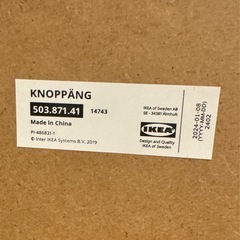 KNOPPÄNG
503.871.41 14743
Made in China
PI-486821-1
© Inter IKEA Systems B.V. 2019
IKEA of Sweden AB
SE - 34381 Älmhult
IKEA
Design and Quality
IKEA of Sweden
2024-01-08
(YYYY-MM-DD)
2402